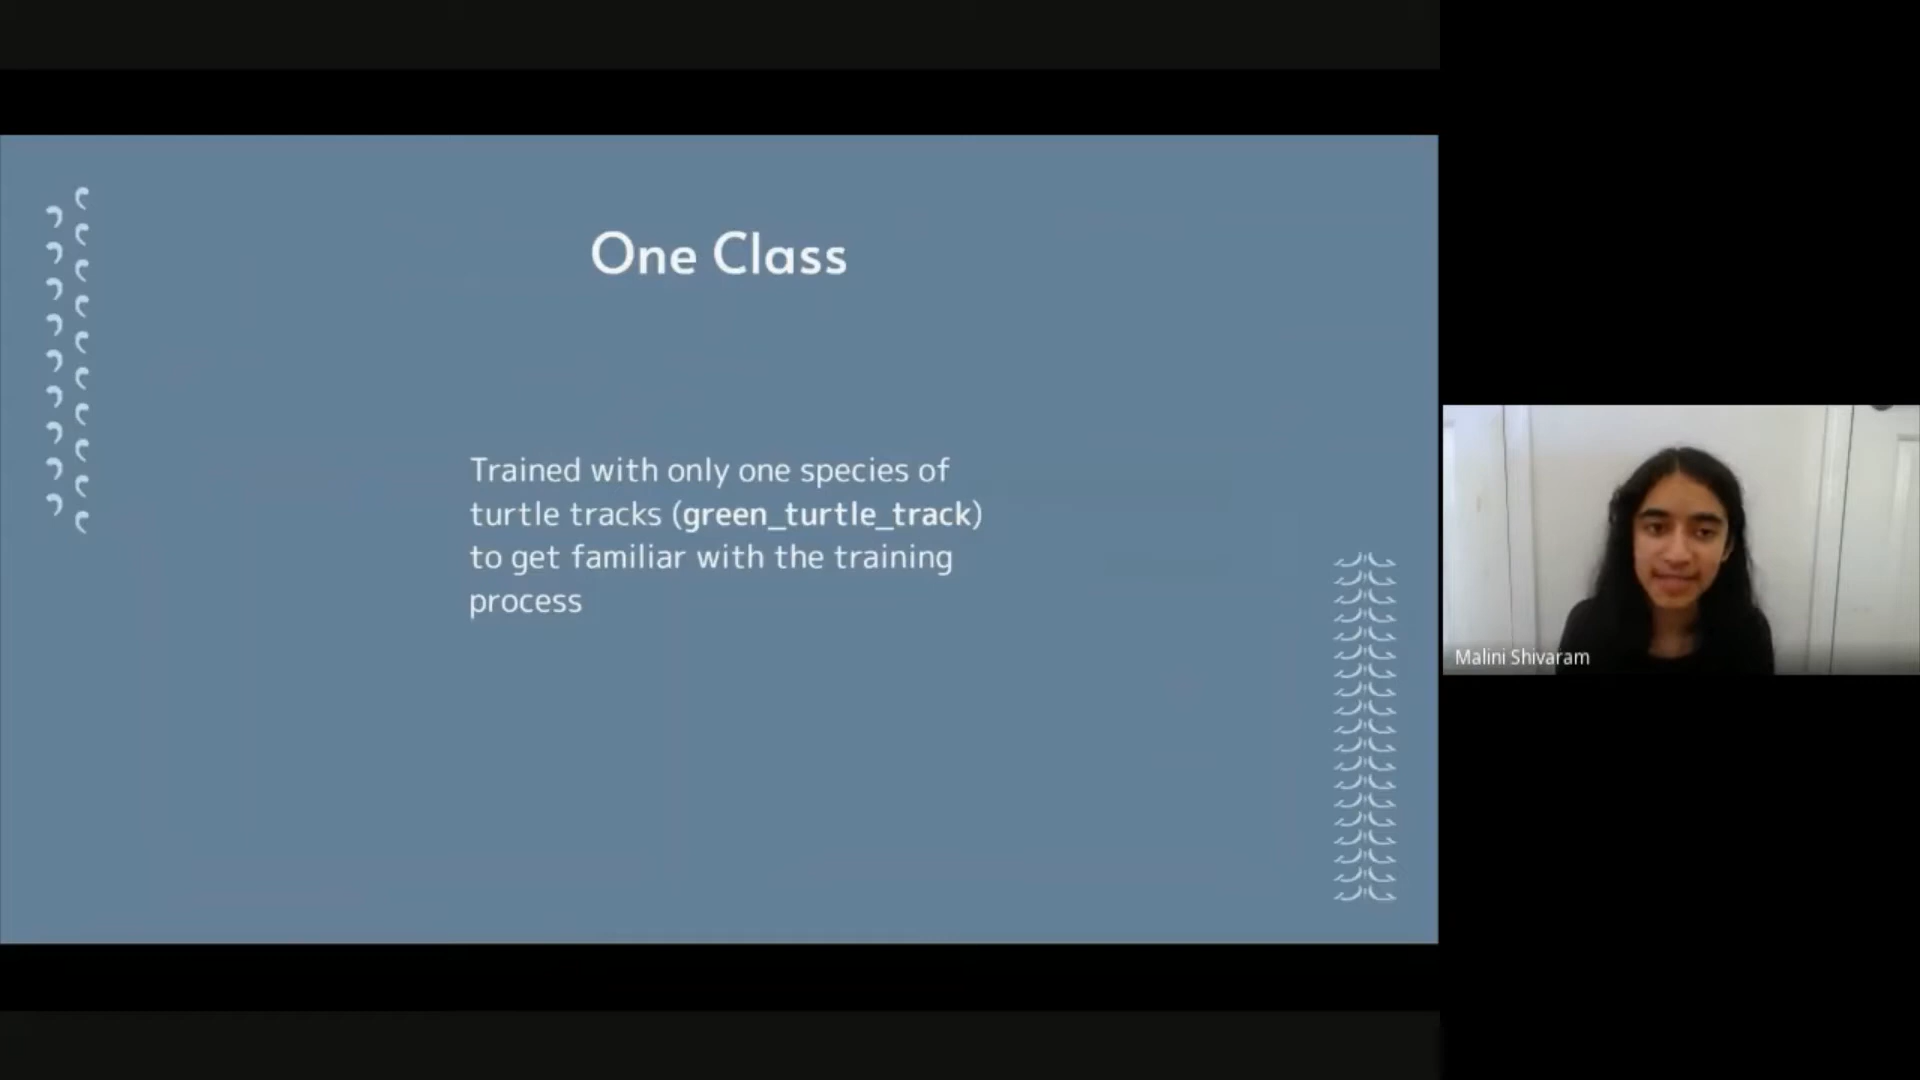 One Class
Trained with only one species of
turtle tracks (green_turtle_track)
to get familiar with the training
process
Malini Shivaram